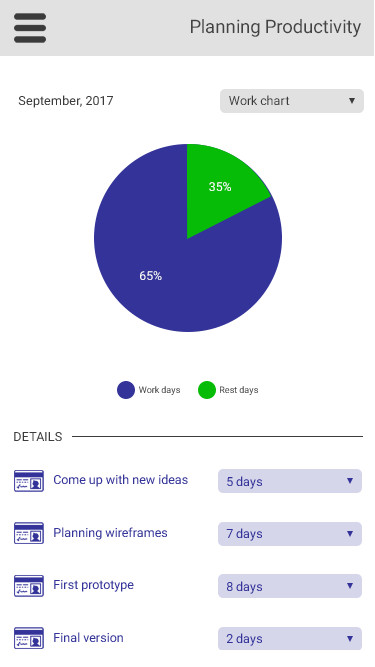 Planning Productivity
September, 2017
Work chart
35%
65%
Work days
Rest days
DETAILS
Come up with new ideas
5 days
Planning wireframes
7 days
First prototype
8 days
Final version
2 days